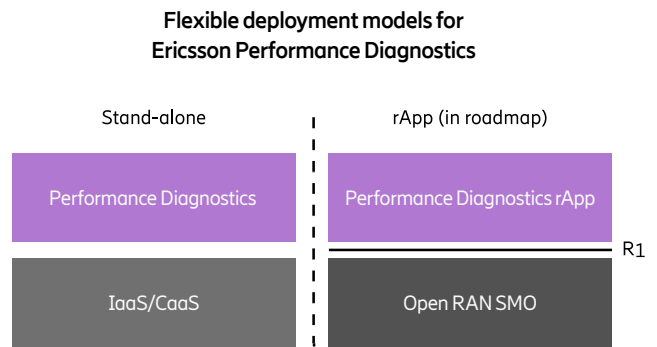 Flexible deployment models for
Ericsson Performance Diagnostics
Stand-alone
rApp (in roadmap)
Performance Diagnostics
Performance Diagnostics rApp
R1
IaaS/CaaS
Open RAN SMO